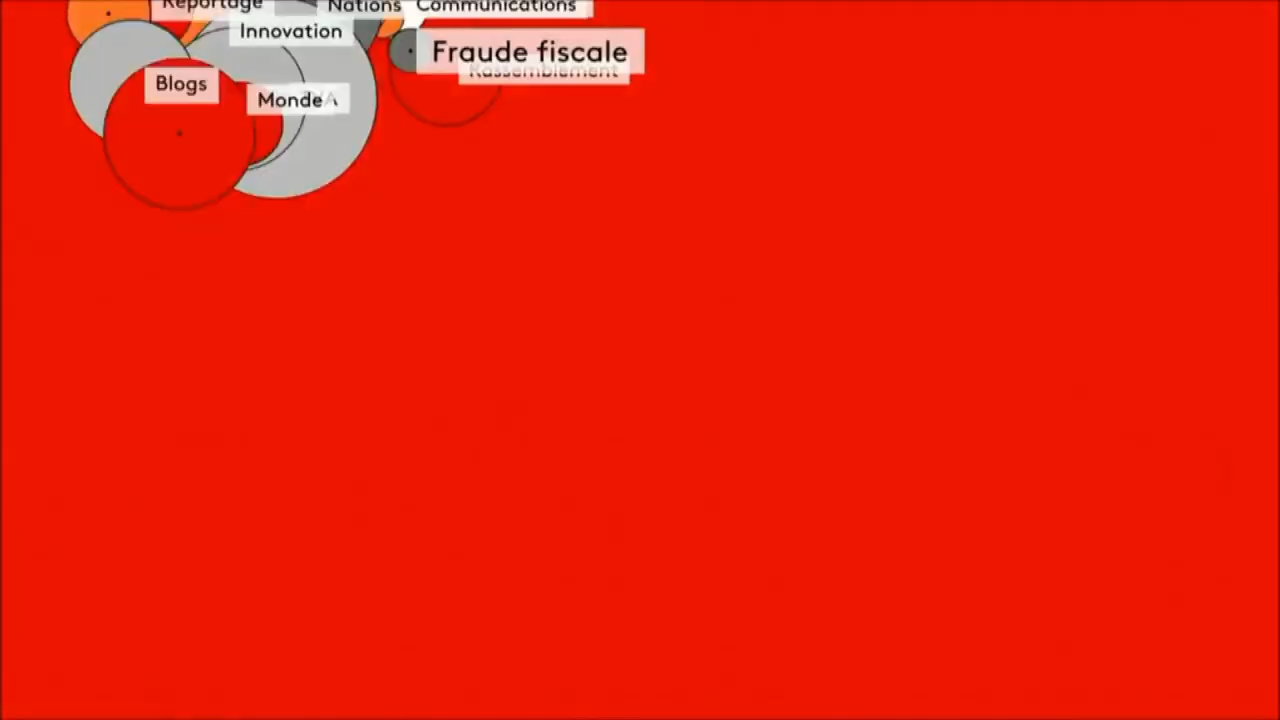 Reportage
Nations
Communications
Innovation
Fraude fiscale
Rassemblement
Blogs
Monde